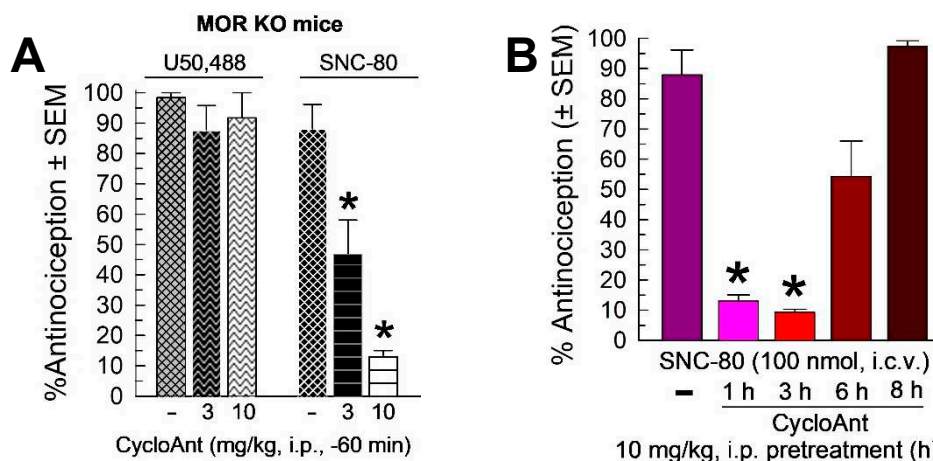 A
MOR KO mice
U50,488 SNC-80
%Antinociception ± SEM
100
90
80
70
60
50
40
30
20
10
0
* *
- 3 10 - 3 10
CycloAnt (mg/kg, i.p., -60 min)
B
% Antinociception (± SEM)
100
90
80
70
60
50
40
30
20
10
0
* *
SNC-80 (100 nmol, i.c.v.)
– 1 h 3 h 6 h 8 h
CycloAnt
10 mg/kg, i.p. pretreatment (h